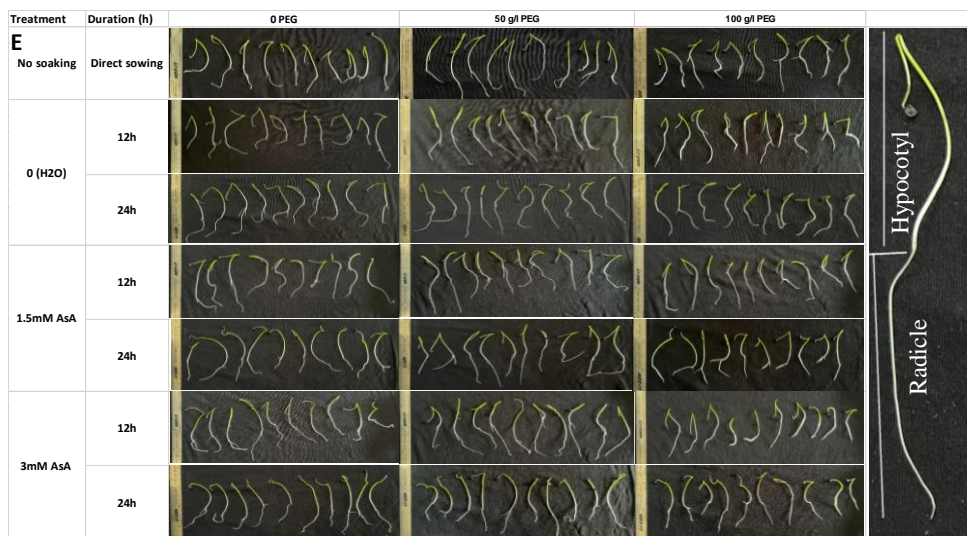 Treatment Duration (h) 0 PEG 50 g/l PEG 100 g/l PEG
E
No soaking Direct sowing
0 (H2O)
12h
24h
1.5mM AsA
12h
24h
3mM AsA
12h
24h
Hypocotyl
Radicle